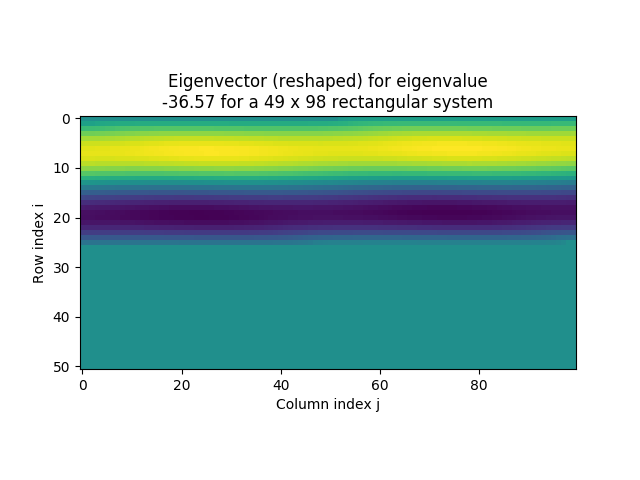 Eigenvector (reshaped) for eigenvalue
-36.57 for a 49 x 98 rectangular system
0
10
20
30
40
50
Row index i
0
20
40
60
80
Column index j